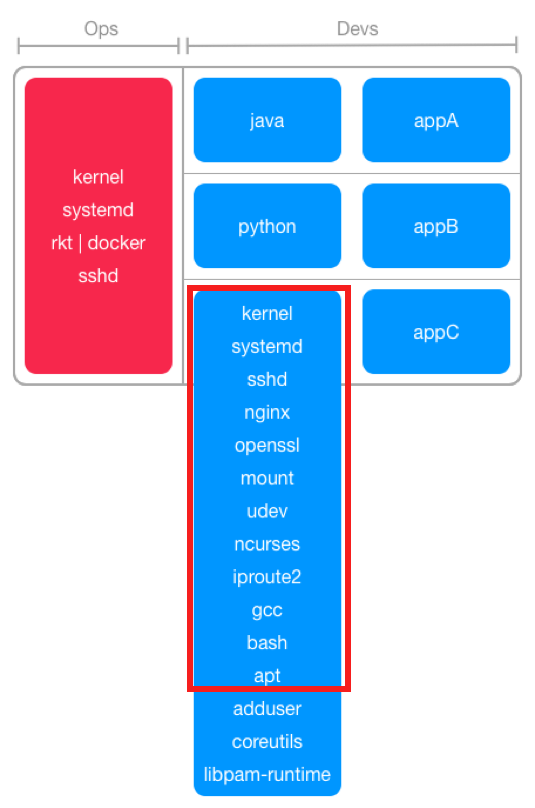 Ops
Devs
kernel
systemd
rkt | docker
sshd
java
appA
python
appB
kernel
systemd
sshd
nginx
openssl
mount
udev
ncurses
iproute2
gcc
bash
apt
adduser
coreutils
libpam-runtime
appC